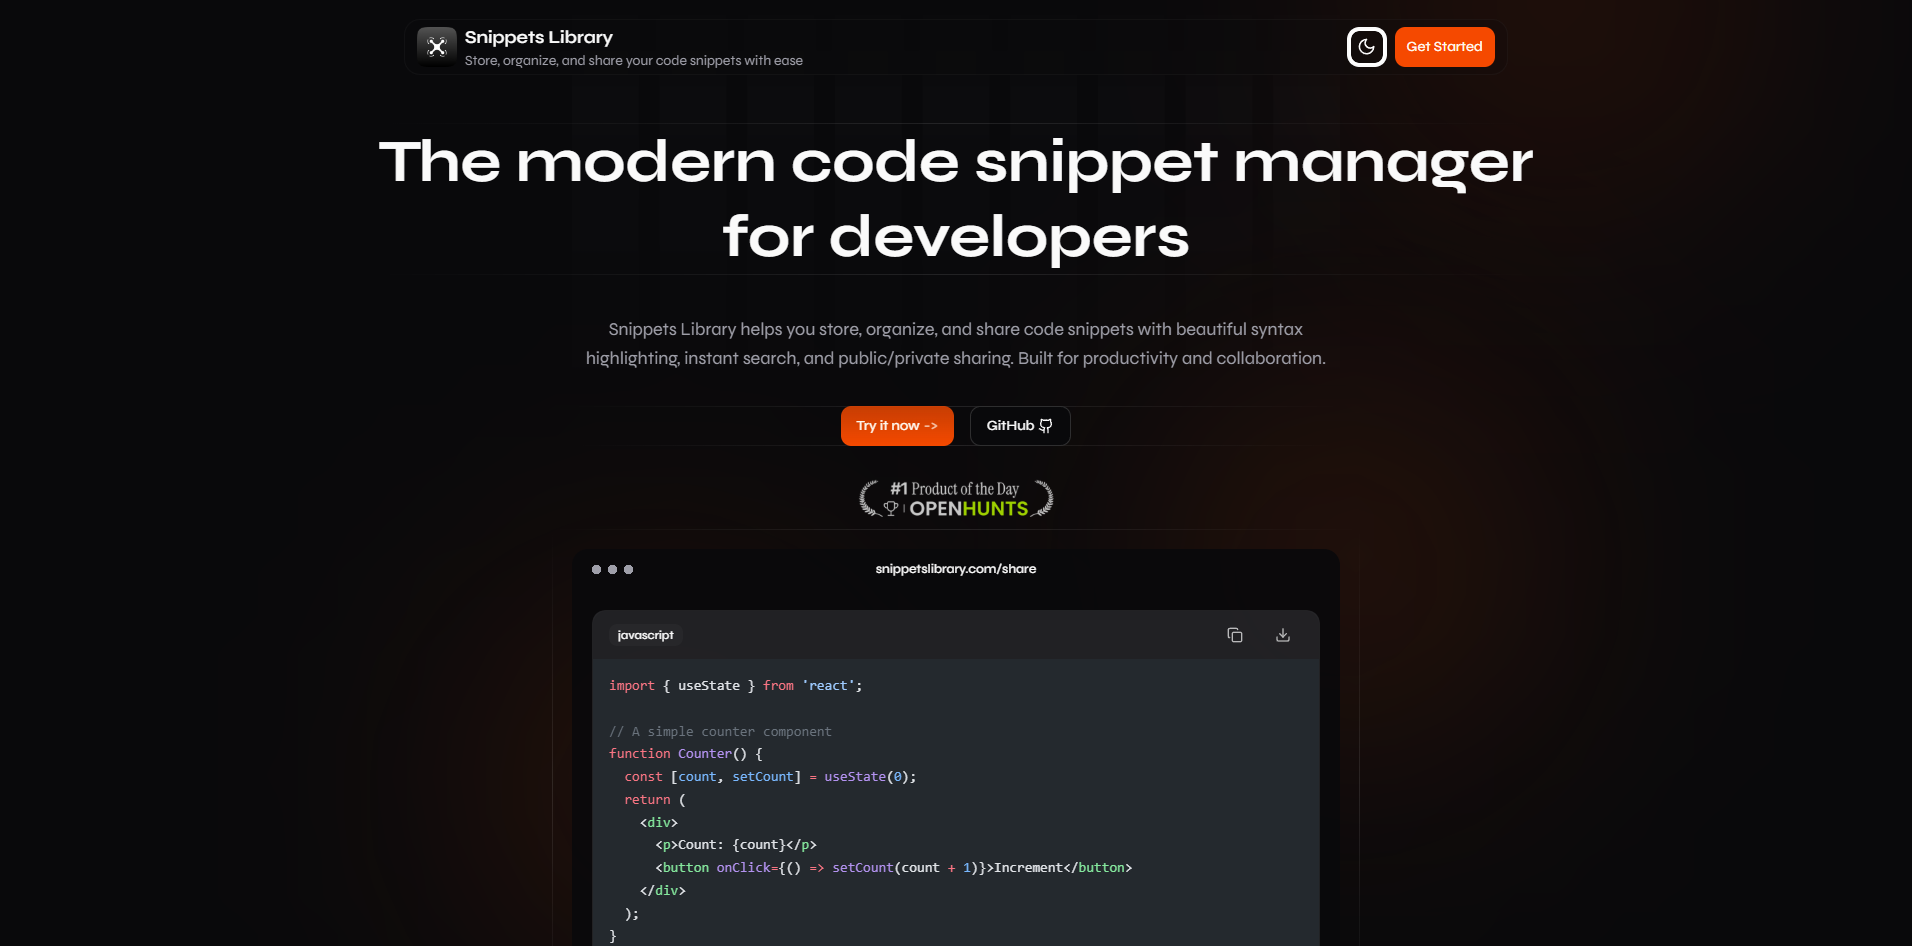 Snippets Library
Store, organize, and share your code snippets with ease
Get Started
The modern code snippet manager
for developers
Snippets Library helps you store, organize, and share code snippets with beautiful syntax
highlighting, instant search, and public/private sharing. Built for productivity and collaboration.
Try it now ->
GitHub
#1 Product of the Day
OPENHUNTS
snippetslibrary.com/share
javascript
import { useState } from 'react';
// A simple counter component
function Counter() {
  const [count, setCount] = useState(0);
  return (
    <div>
      <p>Count: {count}</p>
      <button onClick={() => setCount(count + 1)}>Increment</button>
    </div>
  );
}